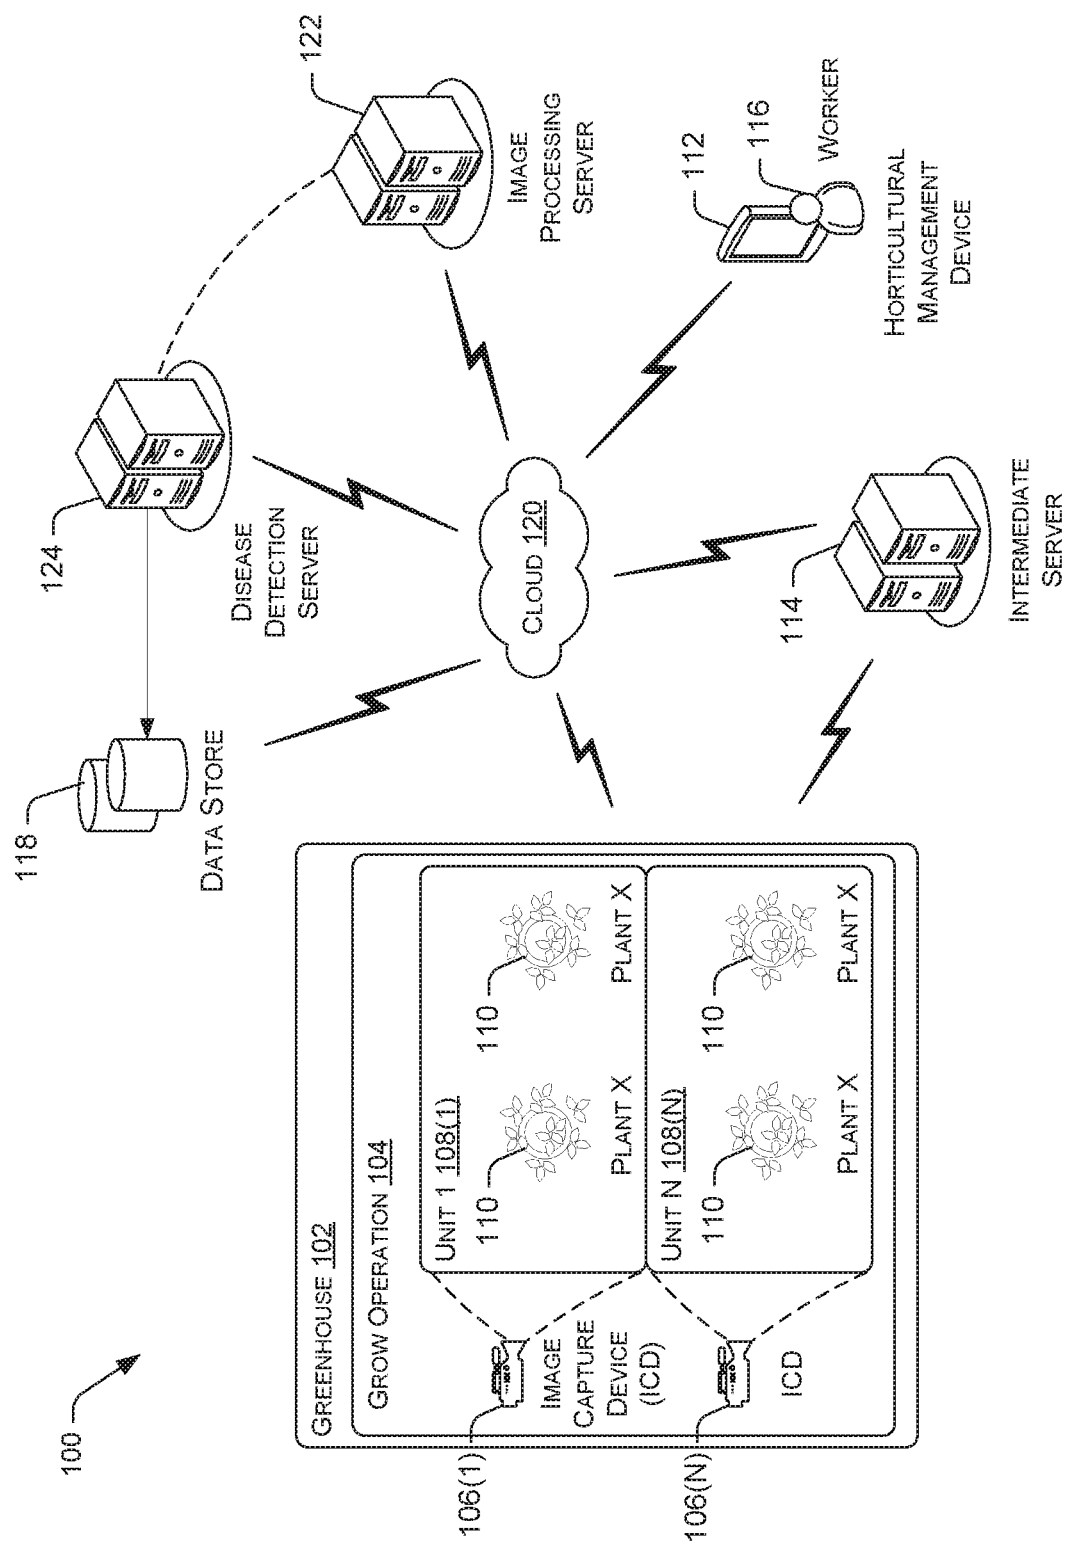 100
GREENHOUSE 102
GROW OPERATION 104
106(1)
IMAGE
CAPTURE
DEVICE
(ICD)
UNIT 1 108(1)
110
PLANT X
110
PLANT X
106(N)
ICD
UNIT N 108(N)
110
PLANT X
110
PLANT X
118
DATA STORE
124
DISEASE
DETECTION
SERVER
122
IMAGE
PROCESSING
SERVER
CLOUD 120
112
116
WORKER
HORTICULTURAL
MANAGEMENT
DEVICE
114
INTERMEDIATE
SERVER